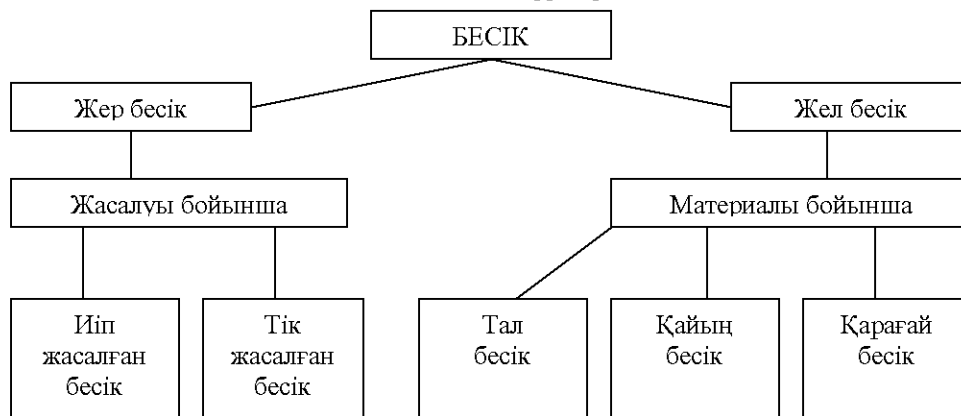 БЕСІК
Жер бесік
Жел бесік
Жасалуы бойынша
Материалы бойынша
Иіп
жасалған
бесік
Тік
жасалған
бесік
Тал
бесік
Қайың
бесік
Қарағай
бесік